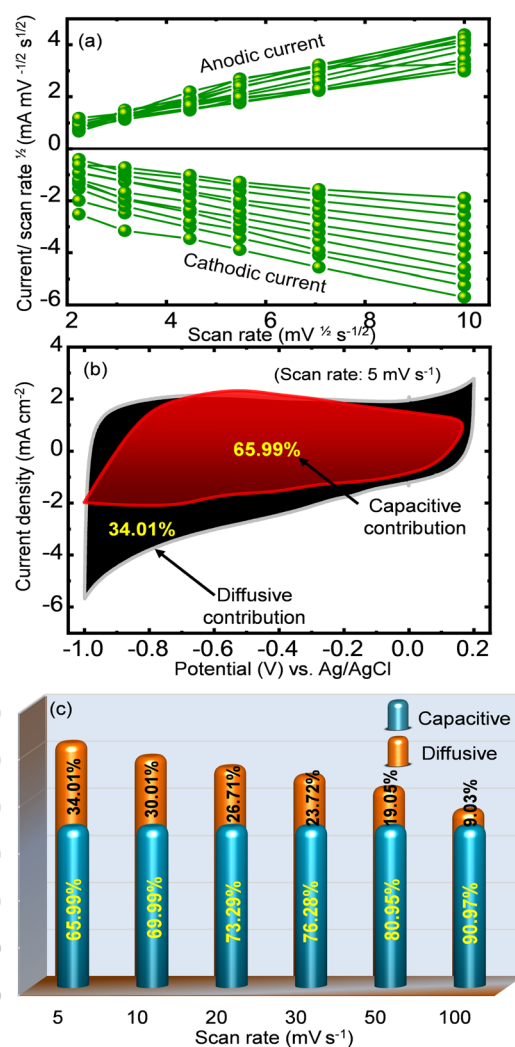 (a)
Anodic current
Cathodic current
Current/ scan rate ½ (mA mV ⁻¹/² s¹/²)
4
2
0
-2
-4
-6
2
4
6
8
10
Scan rate (mV ½ s⁻¹/²)
(b)
(Scan rate: 5 mV s⁻¹)
65.99%
34.01%
Capacitive
contribution
Diffusive
contribution
Current density (mA cm⁻²)
4
2
0
-2
-4
-6
-1.0
-0.8
-0.6
-0.4
-0.2
0.0
0.2
Potential (V) vs. Ag/AgCl
(c)
Capacitive
Diffusive
34.01%
30.01%
26.71%
23.72%
19.05%
9.03%
65.99%
69.99%
73.29%
76.28%
80.95%
90.97%
5
10
20
30
50
100
Scan rate (mV s⁻¹)